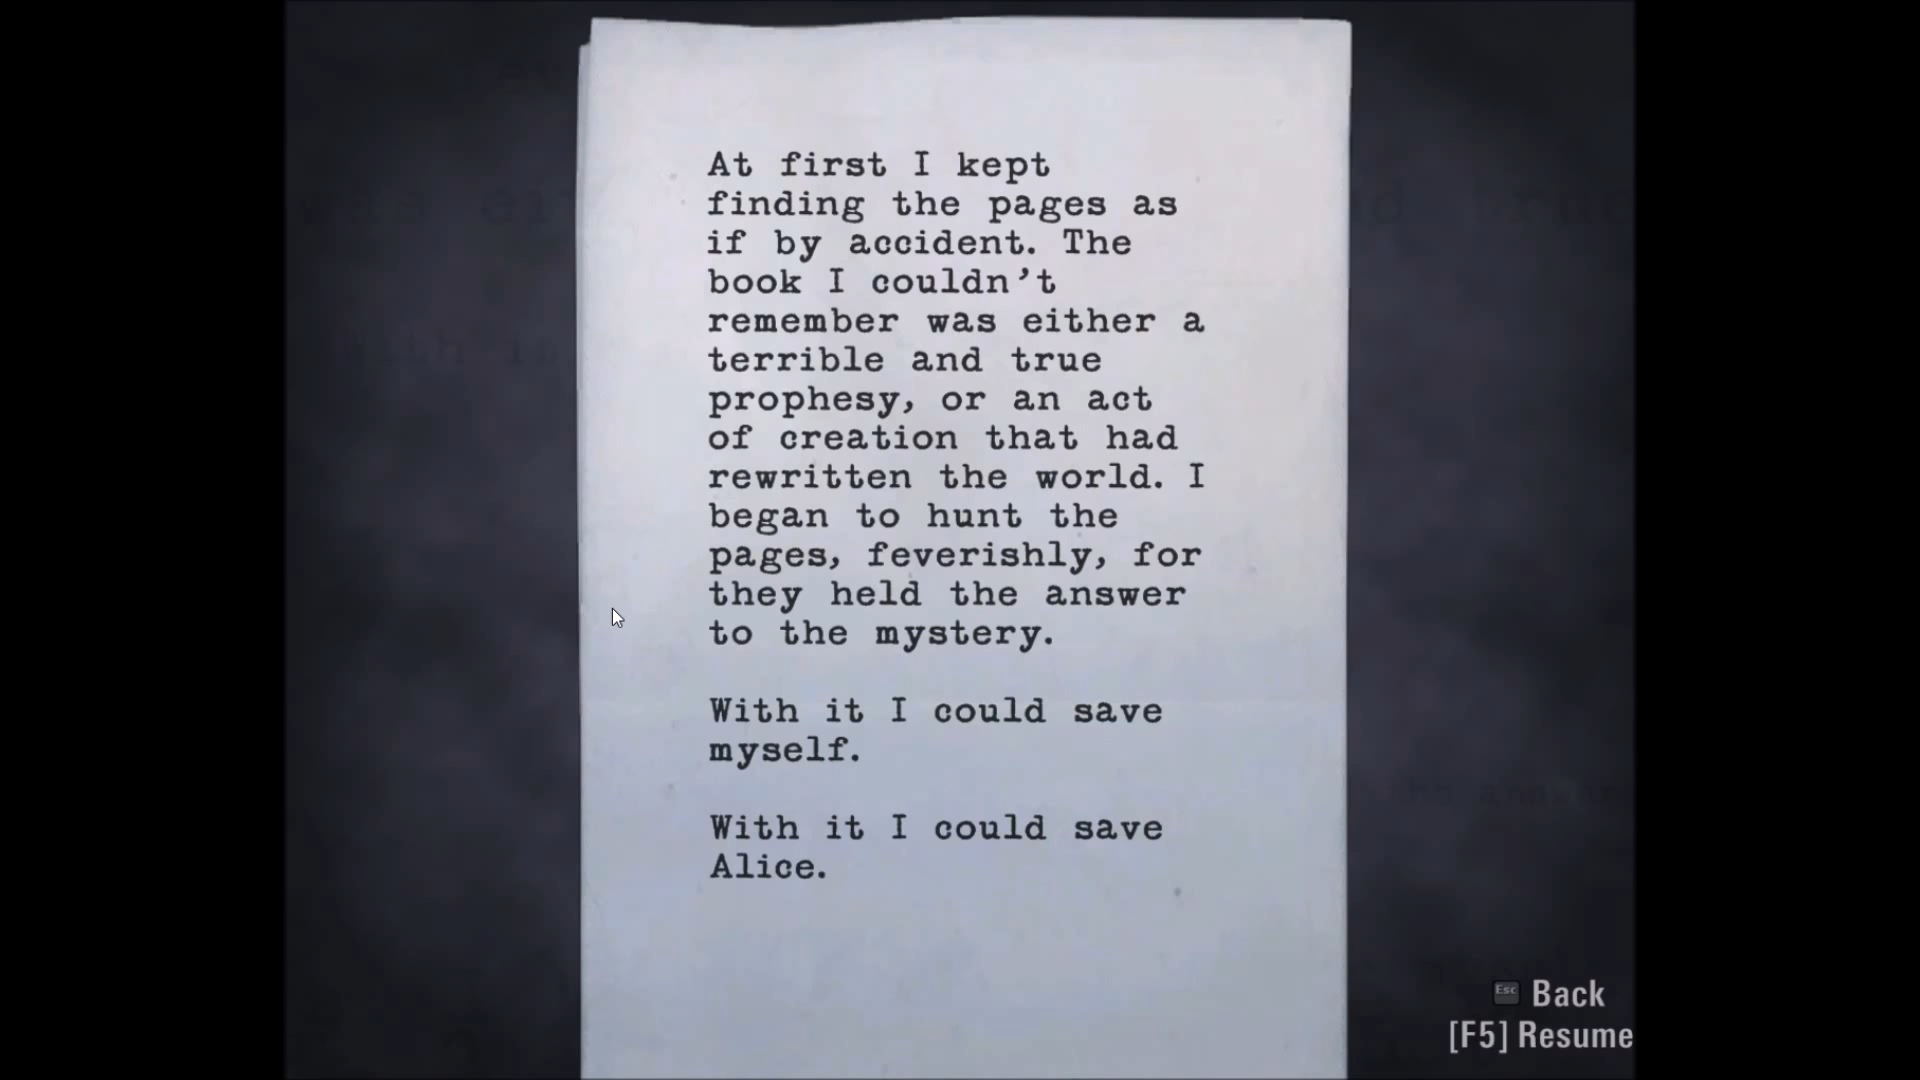 At first I kept
finding the pages as
if by accident. The
book I couldn't
remember was either a
terrible and true
prophesy, or an act
of creation that had
rewritten the world. I
began to hunt the
pages, feverishly, for
they held the answer
to the mystery.
With it I could save
myself.
With it I could save
Alice.
Esc Back
[F5] Resume